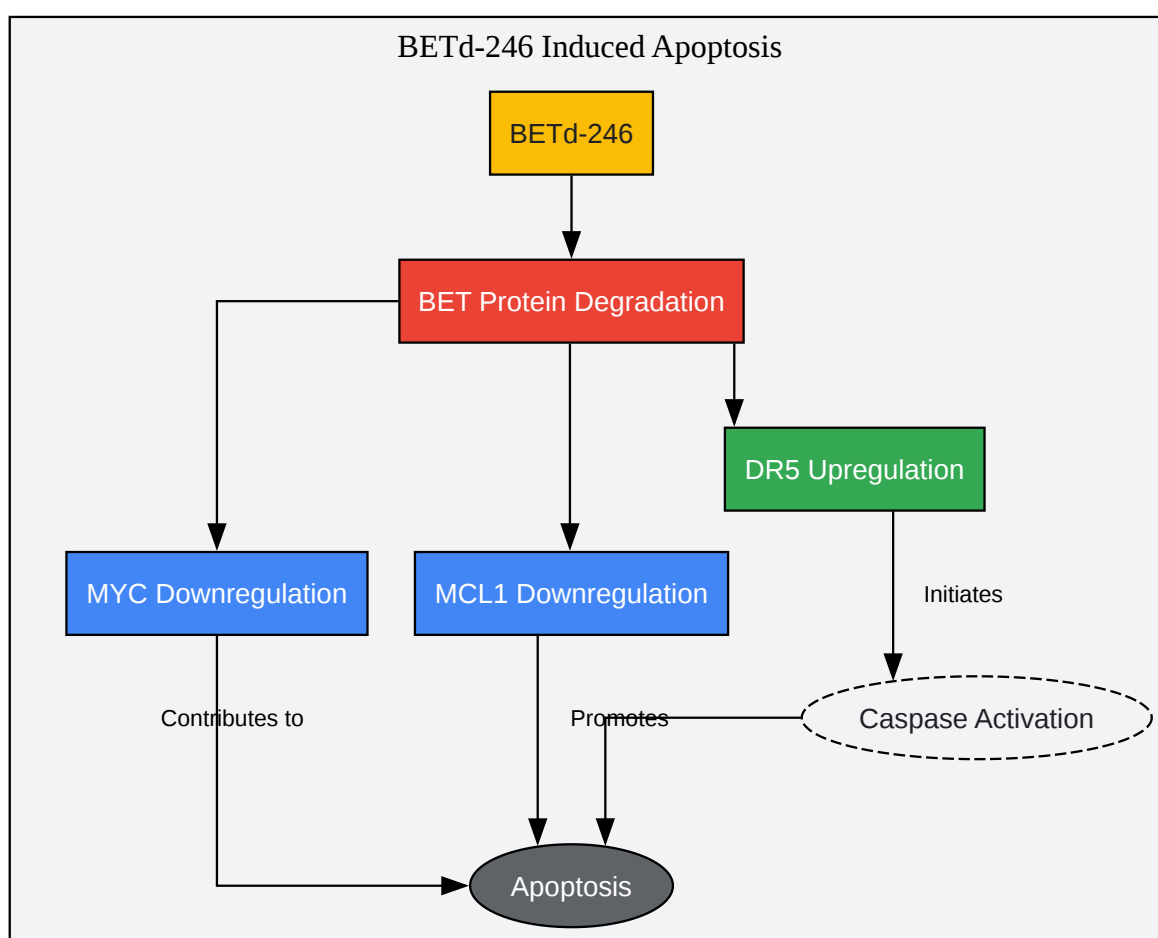 BETd-246 Induced Apoptosis
BETd-246
BET Protein Degradation
DR5 Upregulation
MYC Downregulation
MCL1 Downregulation
Initiates
Contributes to
Promotes
Caspase Activation
Apoptosis